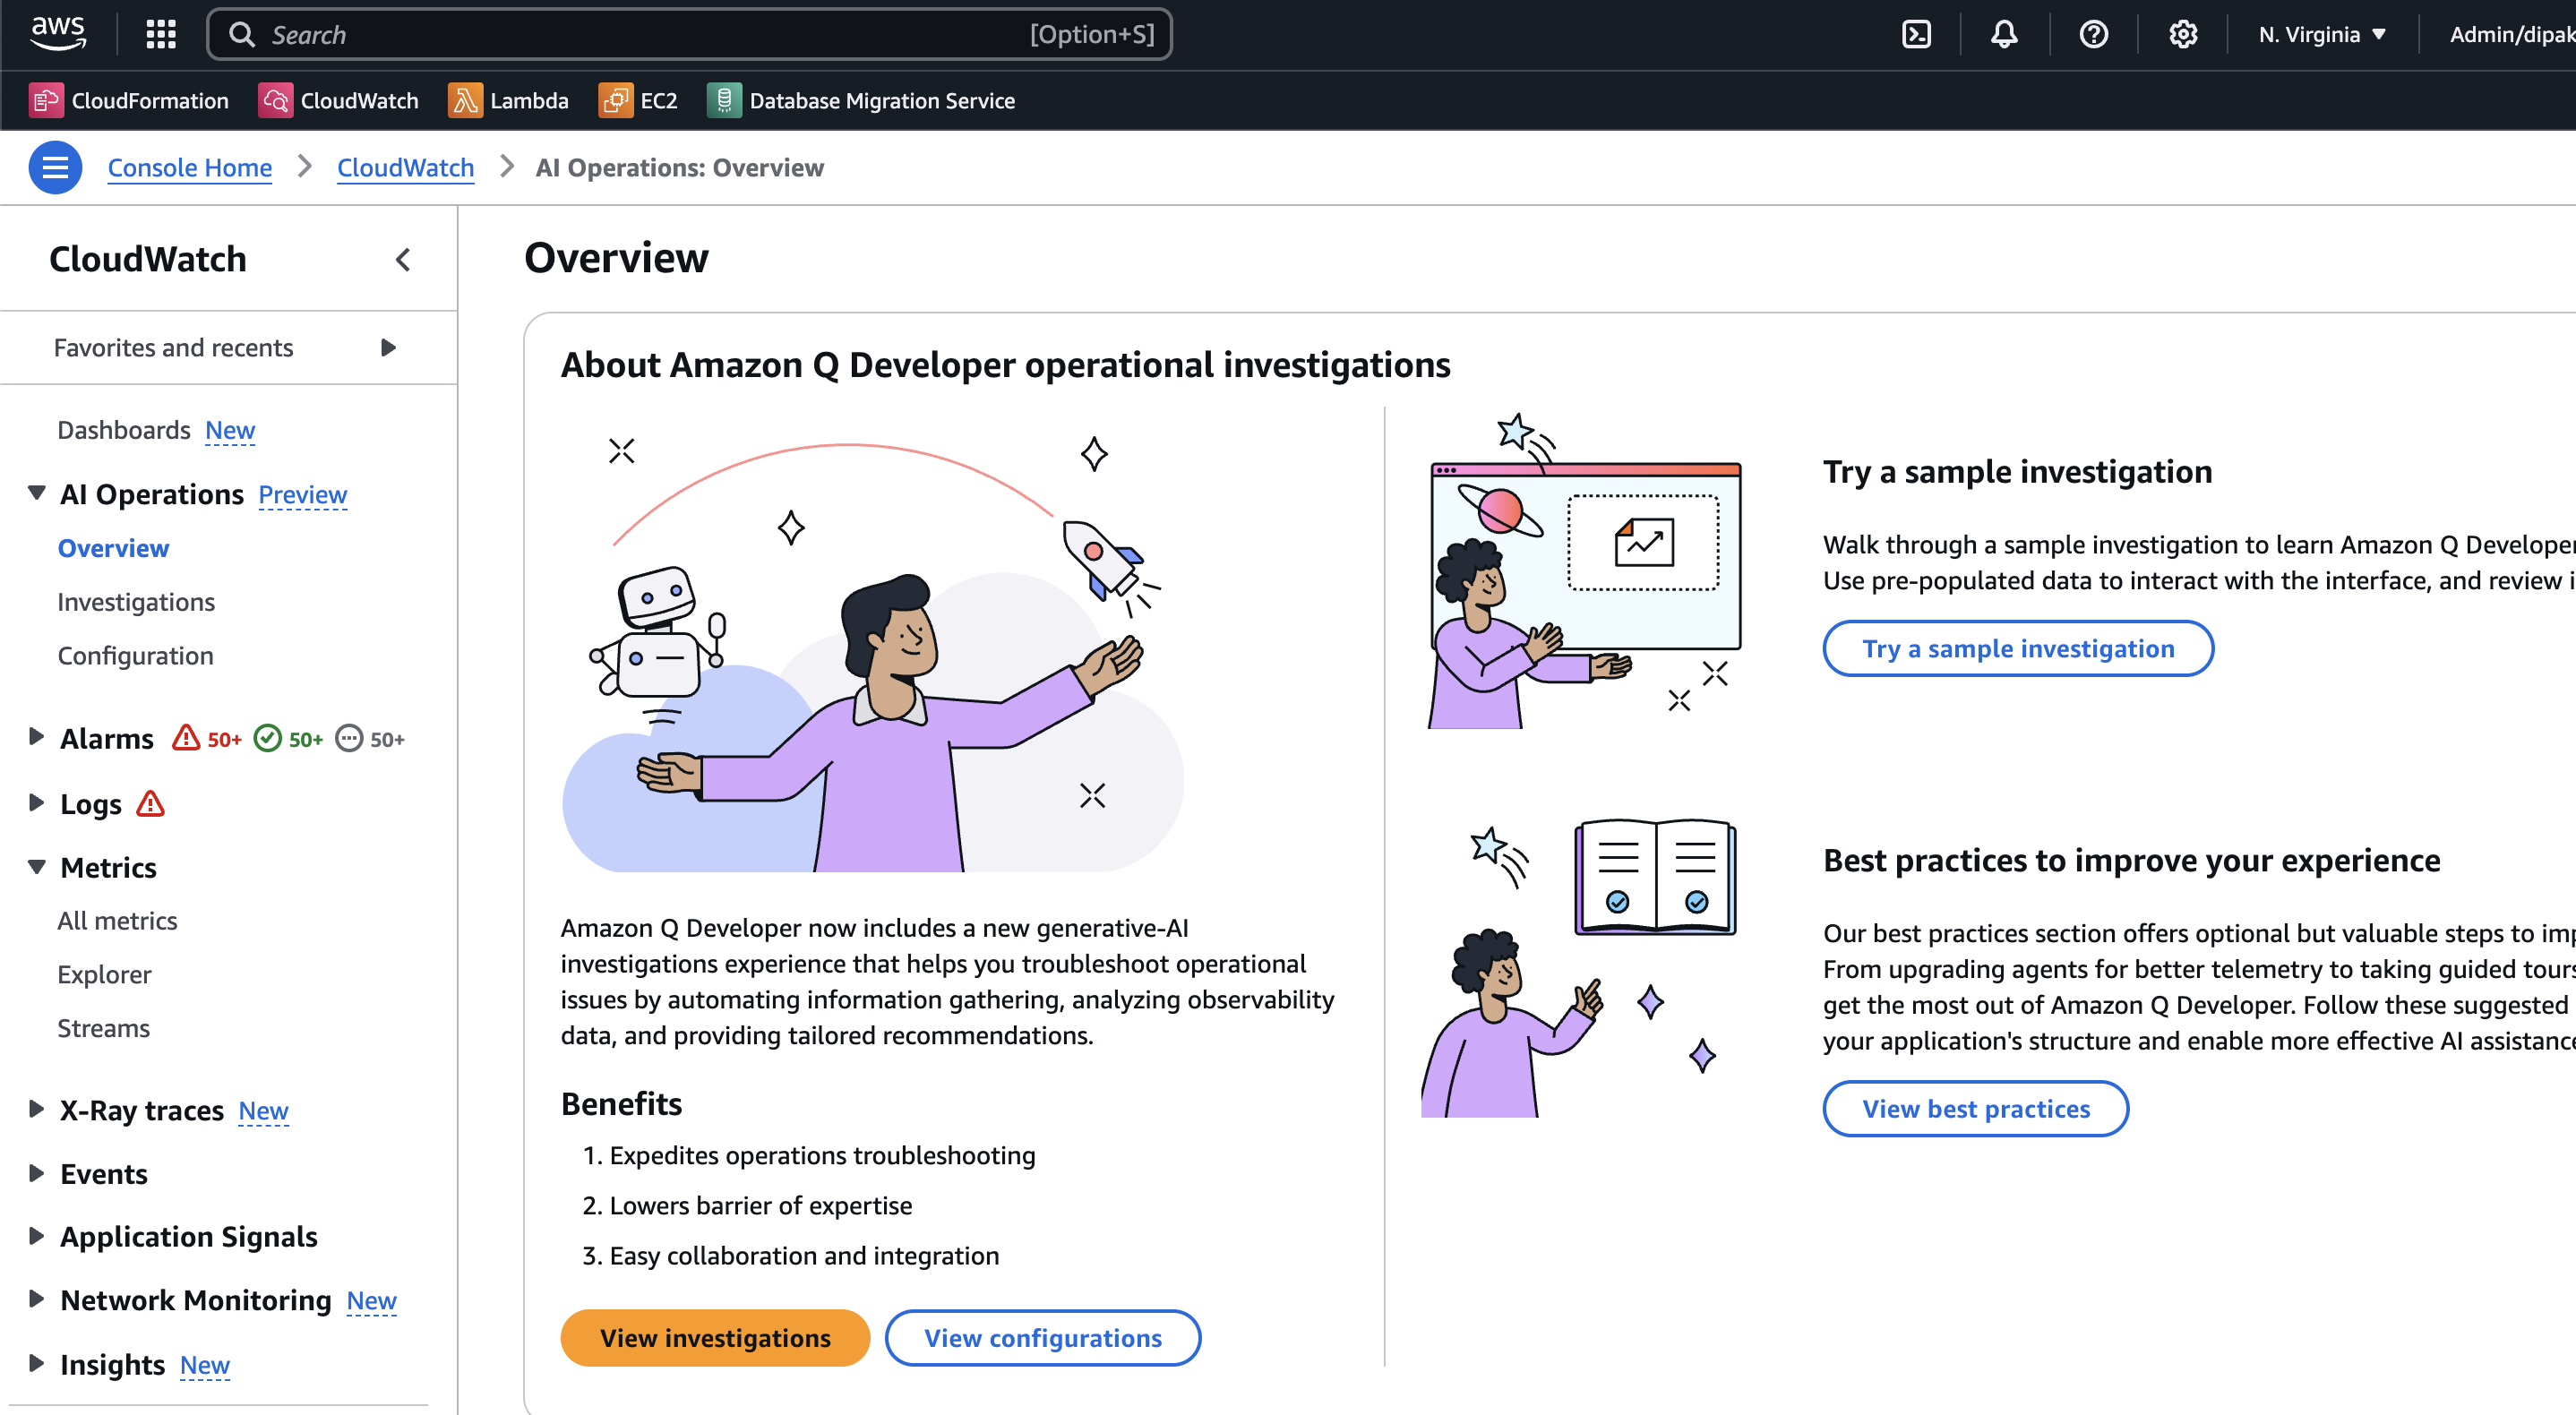 aws
Search [Option+S]
N. Virginia
Admin/dipak
CloudFormation
CloudWatch
Lambda
EC2
Database Migration Service
Console Home
CloudWatch
AI Operations: Overview
CloudWatch
Favorites and recents
Dashboards New
AI Operations Preview
Overview
Investigations
Configuration
Alarms 50+ 50+ 50+
Logs
Metrics
All metrics
Explorer
Streams
X-Ray traces New
Events
Application Signals
Network Monitoring New
Insights New
Overview
About Amazon Q Developer operational investigations
Amazon Q Developer now includes a new generative-AI
investigations experience that helps you troubleshoot operational
issues by automating information gathering, analyzing observability
data, and providing tailored recommendations.
Benefits
1. Expedites operations troubleshooting
2. Lowers barrier of expertise
3. Easy collaboration and integration
View investigations
View configurations
Try a sample investigation
Walk through a sample investigation to learn Amazon Q Developer
Use pre-populated data to interact with the interface, and review
Try a sample investigation
Best practices to improve your experience
Our best practices section offers optional but valuable steps to
From upgrading agents for better telemetry to taking guided tours
get the most out of Amazon Q Developer. Follow these suggested
your application's structure and enable more effective AI assistance
View best practices